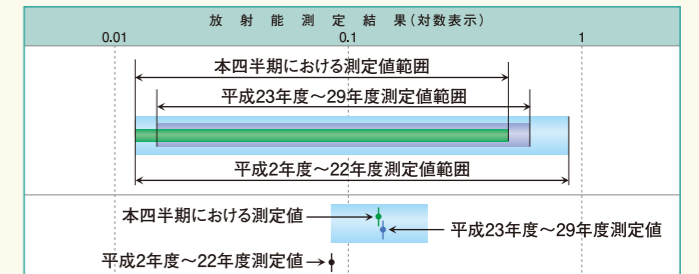 放射能測定結果(対数表示)
0.01 0.1 1
本四半期における測定値範囲
平成23年度～29年度測定値範囲
平成2年度～22年度測定値範囲
本四半期における測定値
平成23年度～29年度測定値
平成2年度～22年度測定値